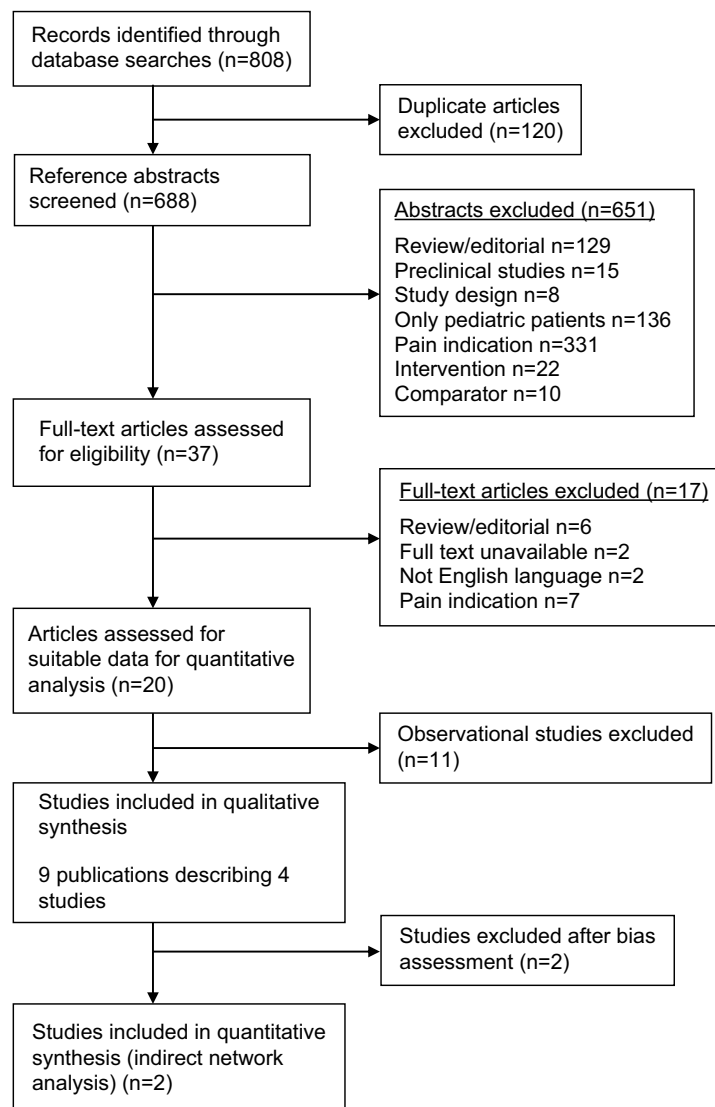 Records identified through
database searches (n=808)
Duplicate articles
excluded (n=120)
Reference abstracts
screened (n=688)
Abstracts excluded (n=651)
Review/editorial n=129
Preclinical studies n=15
Study design n=8
Only pediatric patients n=136
Pain indication n=331
Intervention n=22
Comparator n=10
Full-text articles assessed
for eligibility (n=37)
Full-text articles excluded (n=17)
Review/editorial n=6
Full text unavailable n=2
Not English language n=2
Pain indication n=7
Articles assessed for
suitable data for quantitative
analysis (n=20)
Observational studies excluded
(n=11)
Studies included in qualitative
synthesis
9 publications describing 4
studies
Studies excluded after bias
assessment (n=2)
Studies included in quantitative
synthesis (indirect network
analysis) (n=2)